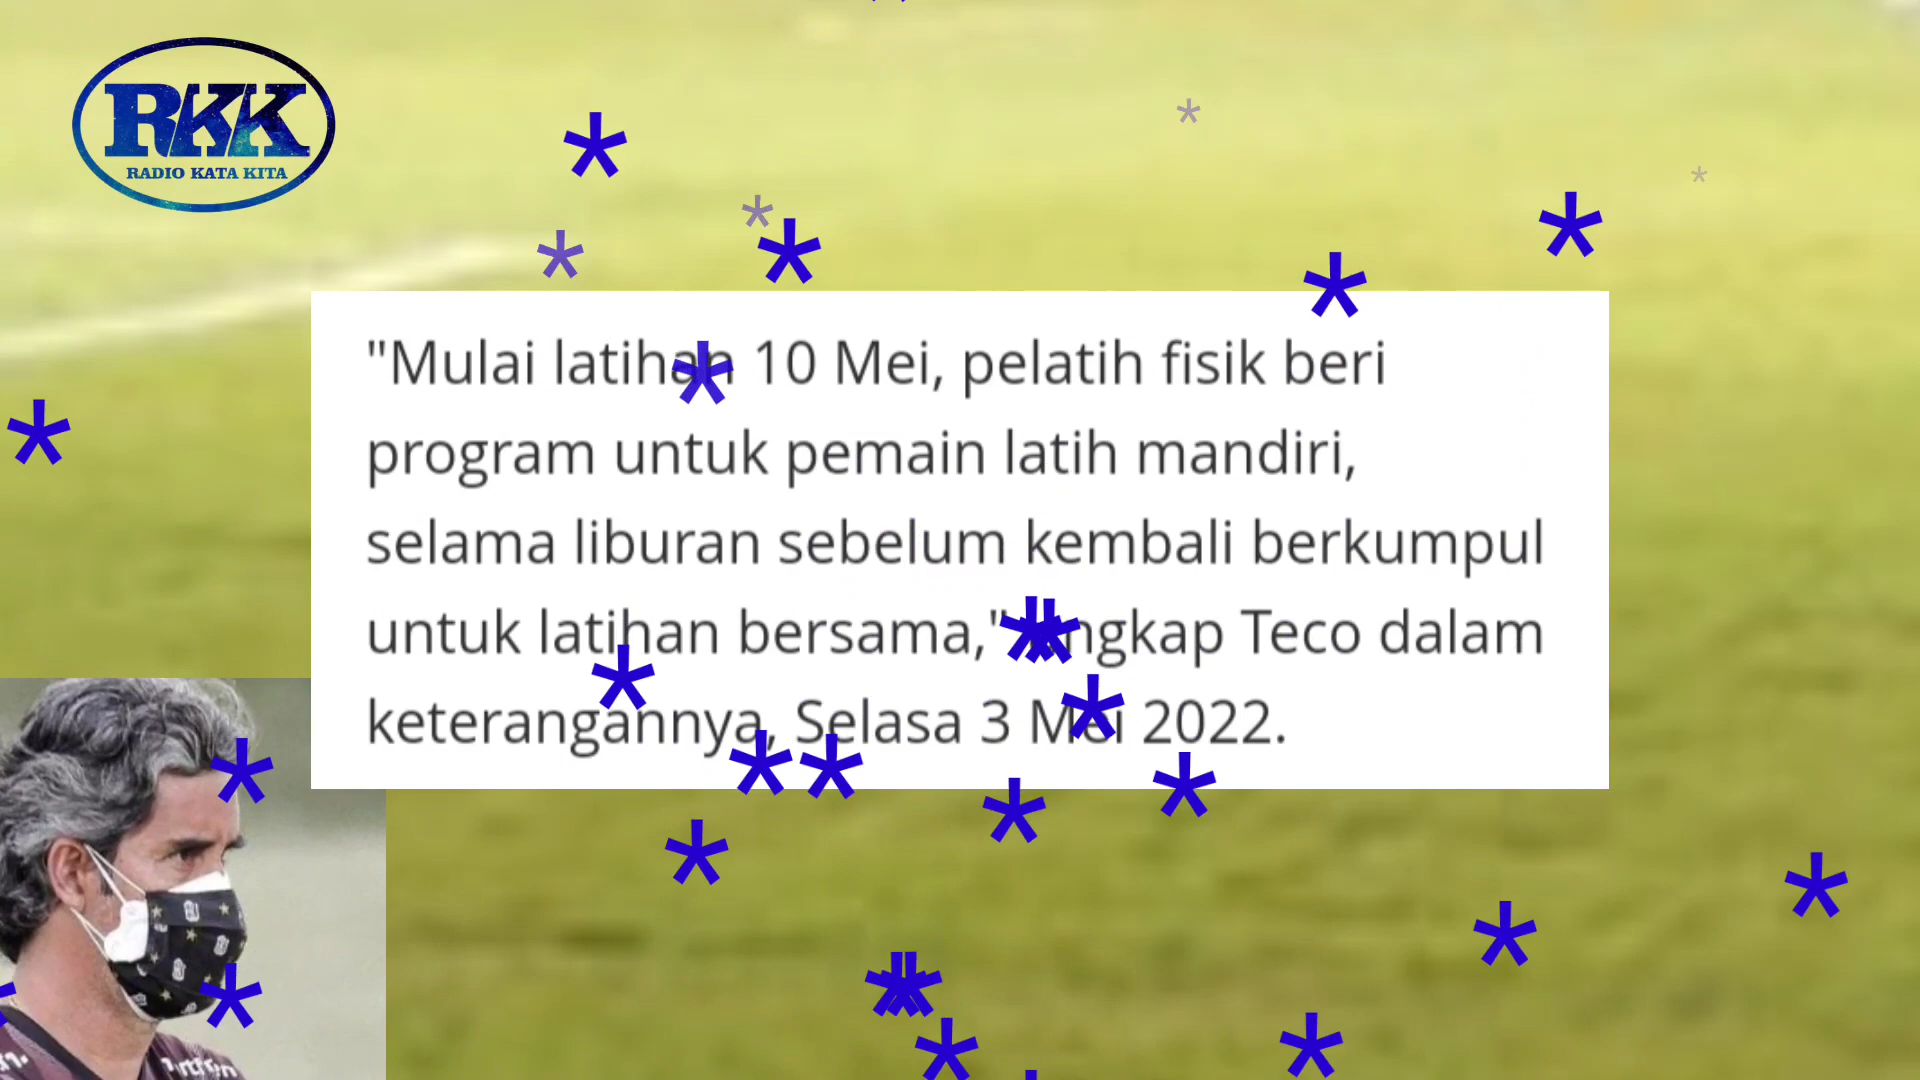 RKK
RADIO KATA KITA
"Mulai latihan 10 Mei, pelatih fisik beri
program untuk pemain latih mandiri,
selama liburan sebelum kembali berkumpul
untuk latihan bersama," ungkap Teco dalam
keterangannya, Selasa 3 Mei 2022.